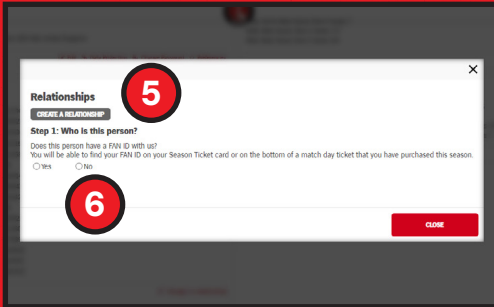 5
Relationships
CREATE A RELATIONSHIP
Step 1: Who is this person?
Does this person have a FAN ID with us?
You will be able to find your FAN ID on your Season Ticket card or on the bottom of a match day ticket that you have purchased this season.
Yes No
6
CLOSE